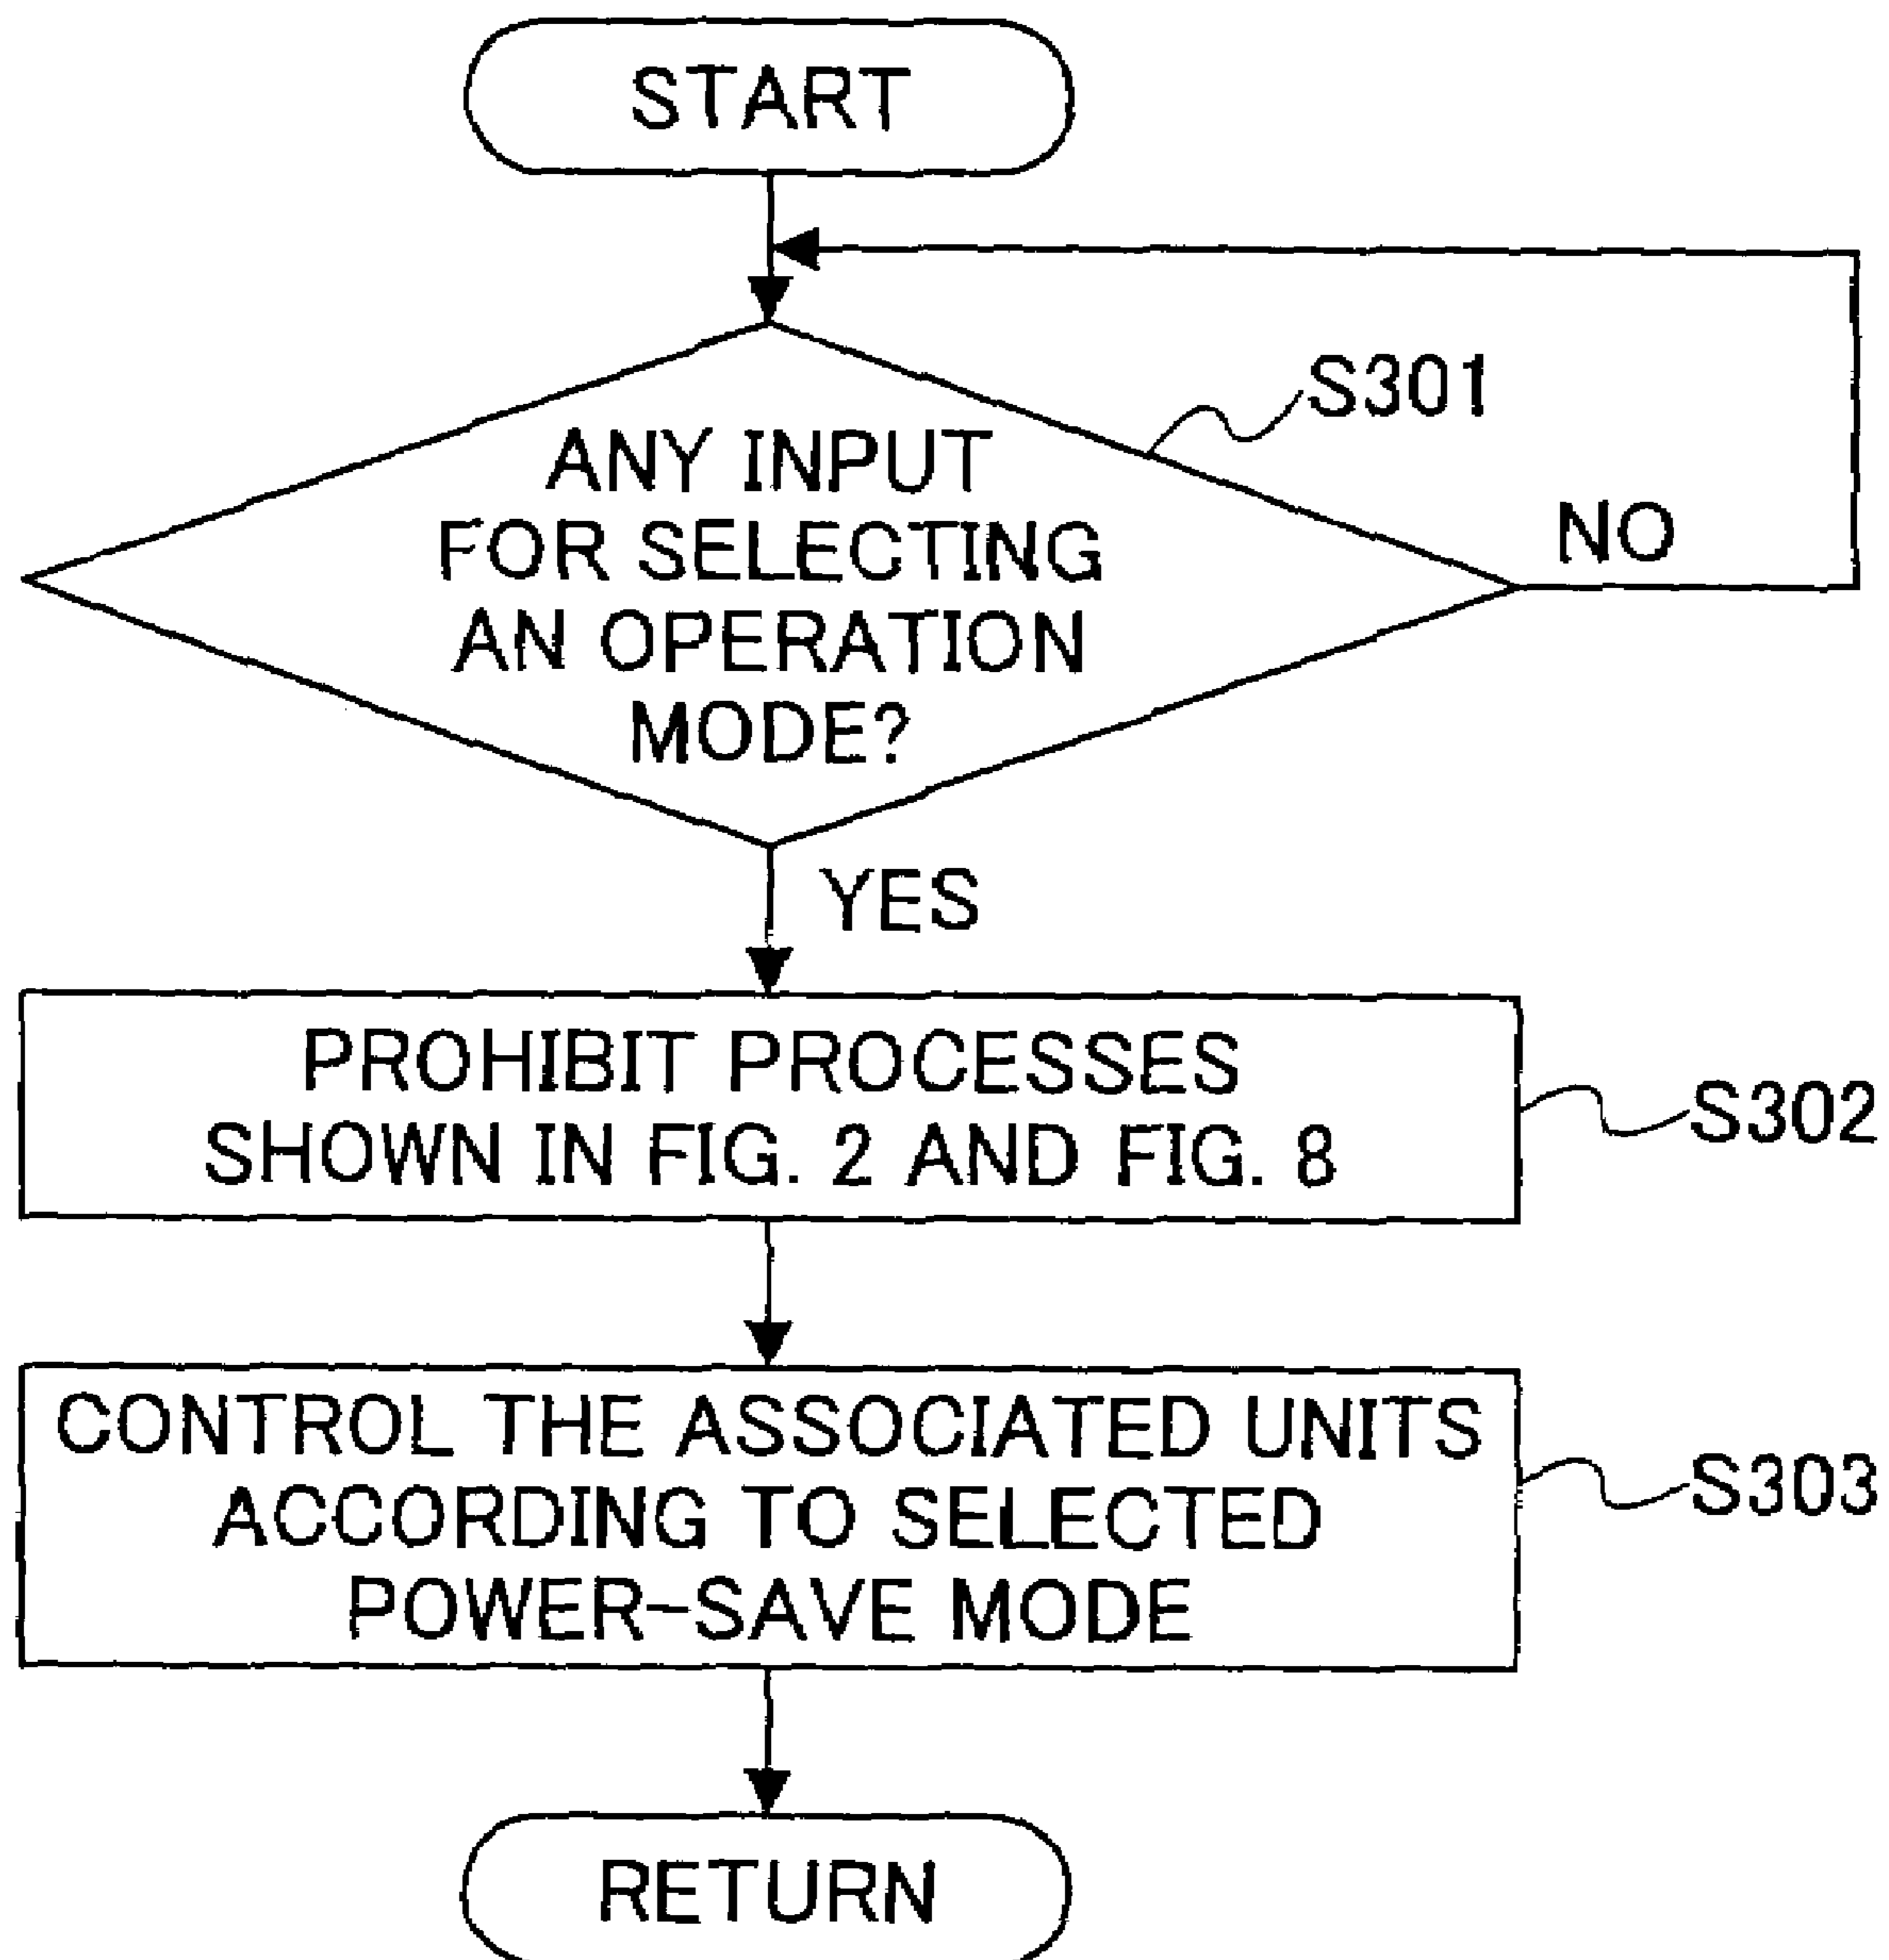 START
S301
ANY INPUT
FOR SELECTING
AN OPERATION
MODE?
NO
YES
PROHIBIT PROCESSES
SHOWN IN FIG. 2 AND FIG. 8
S302
CONTROL THE ASSOCIATED UNITS
ACCORDING TO SELECTED
POWER-SAVE MODE
S303
RETURN